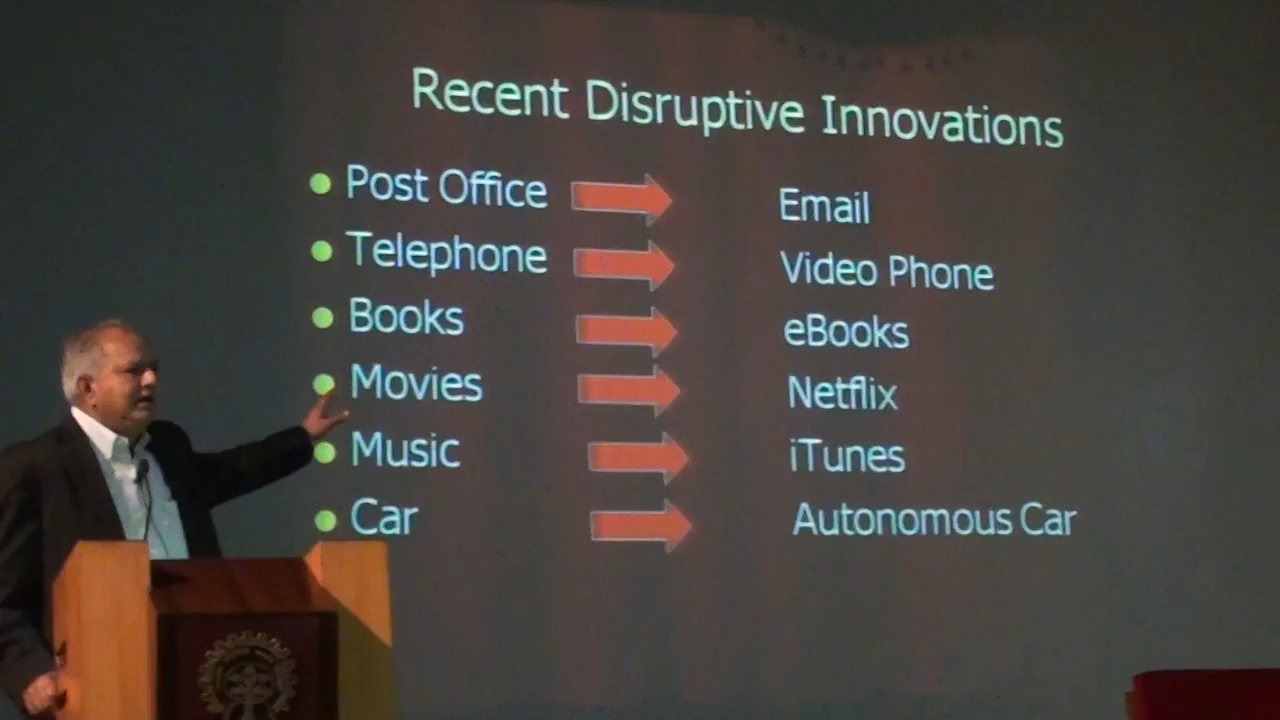 Recent Disruptive Innovations
Post Office Email
Telephone Video Phone
Books eBooks
Movies Netflix
Music iTunes
Car Autonomous Car